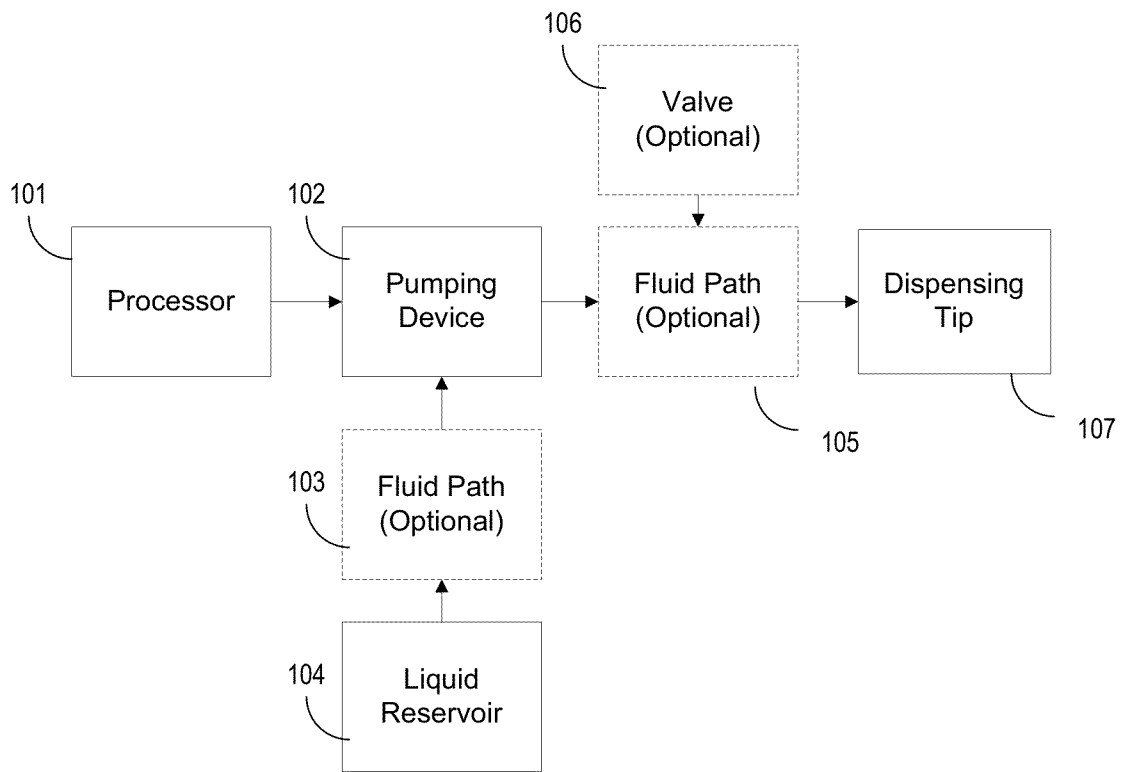 106
Valve
(Optional)
101
Processor
102
Pumping
Device
Fluid Path
(Optional)
105
Dispensing
Tip
107
103
Fluid Path
(Optional)
104
Liquid
Reservoir